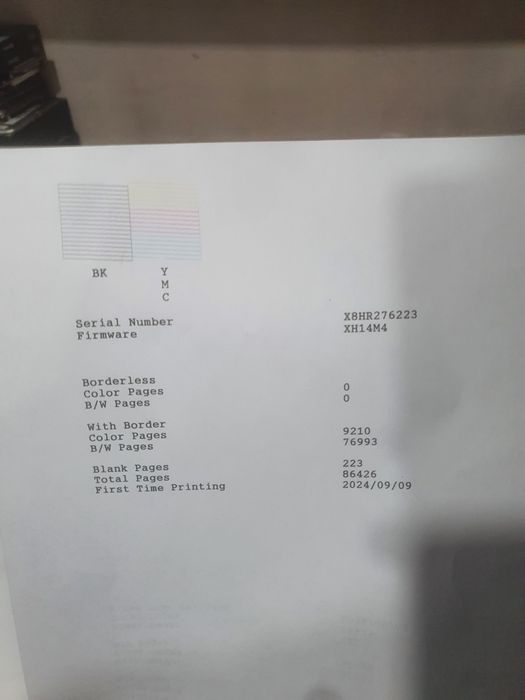 BK Y
M
C
Serial Number X8HR276223
Firmware XH14M4
Borderless
Color Pages 0
B/W Pages 0
With Border
Color Pages 9210
B/W Pages 76993
Blank Pages 223
Total Pages 86426
First Time Printing 2024/09/09